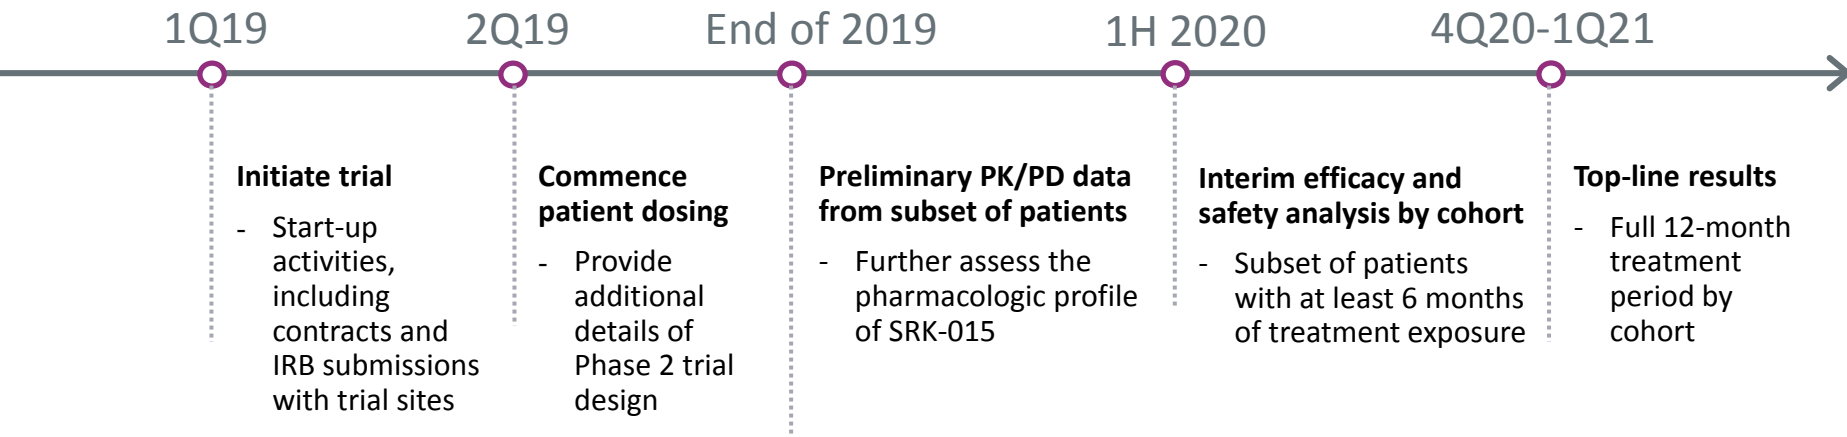 1Q19
2Q19
End of 2019
1H 2020
4Q20-1Q21
Initiate trial
- Start-up
activities,
including
contracts and
IRB submissions
with trial sites
Commence
patient dosing
- Provide
additional
details of
Phase 2 trial
design
Preliminary PK/PD data
from subset of patients
- Further assess the
pharmacologic profile
of SRK-015
Interim efficacy and
safety analysis by cohort
- Subset of patients
with at least 6 months
of treatment exposure
Top-line results
- Full 12-month
treatment
period by
cohort